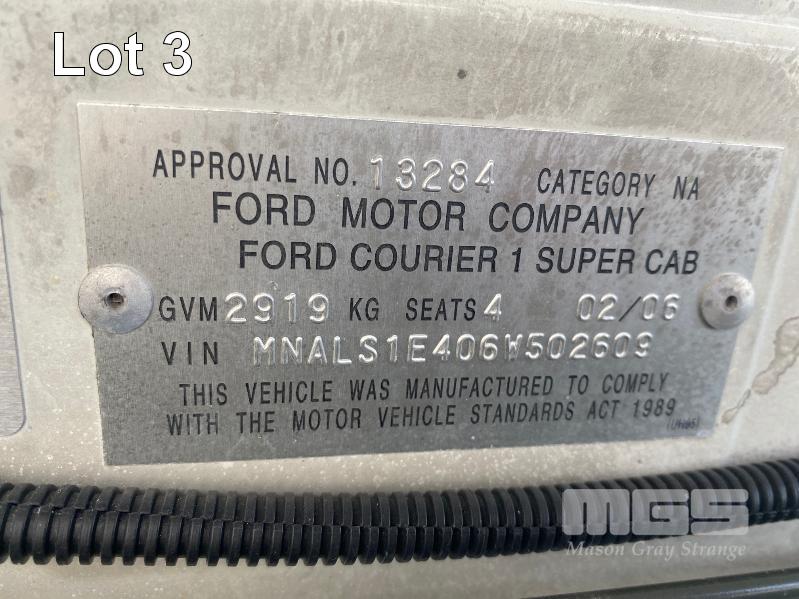 Lot 3
APPROVAL NO. 13284 CATEGORY NA
FORD MOTOR COMPANY
FORD COURIER 1 SUPER CAB
GVM 2919 KG SEATS 4 02/06
VIN MNALS1E406W502609
THIS VEHICLE WAS MANUFACTURED TO COMPLY
WITH THE MOTOR VEHICLE STANDARDS ACT 1989
MGS
Mason Gray Strange